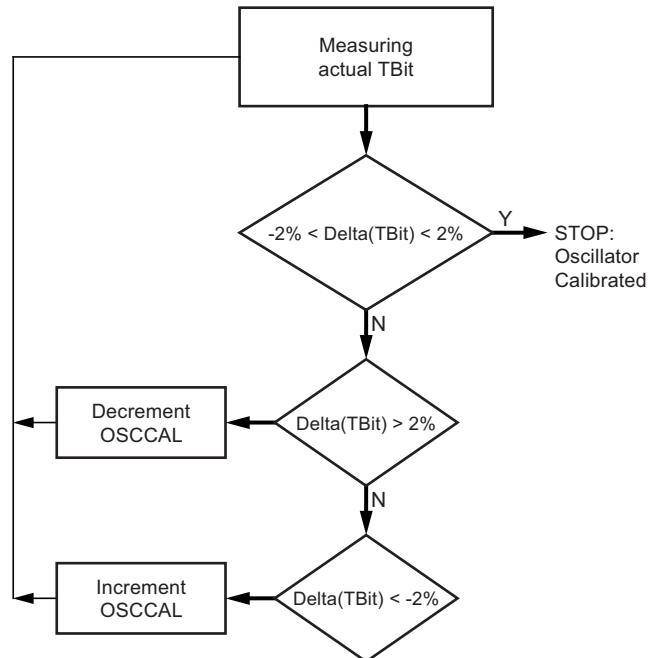 Measuring
actual TBit
-2% < Delta(TBit) < 2%
Y
STOP:
Oscillator
Calibrated
N
Decrement
OSCCAL
Delta(TBit) > 2%
N
Increment
OSCCAL
Delta(TBit) < -2%